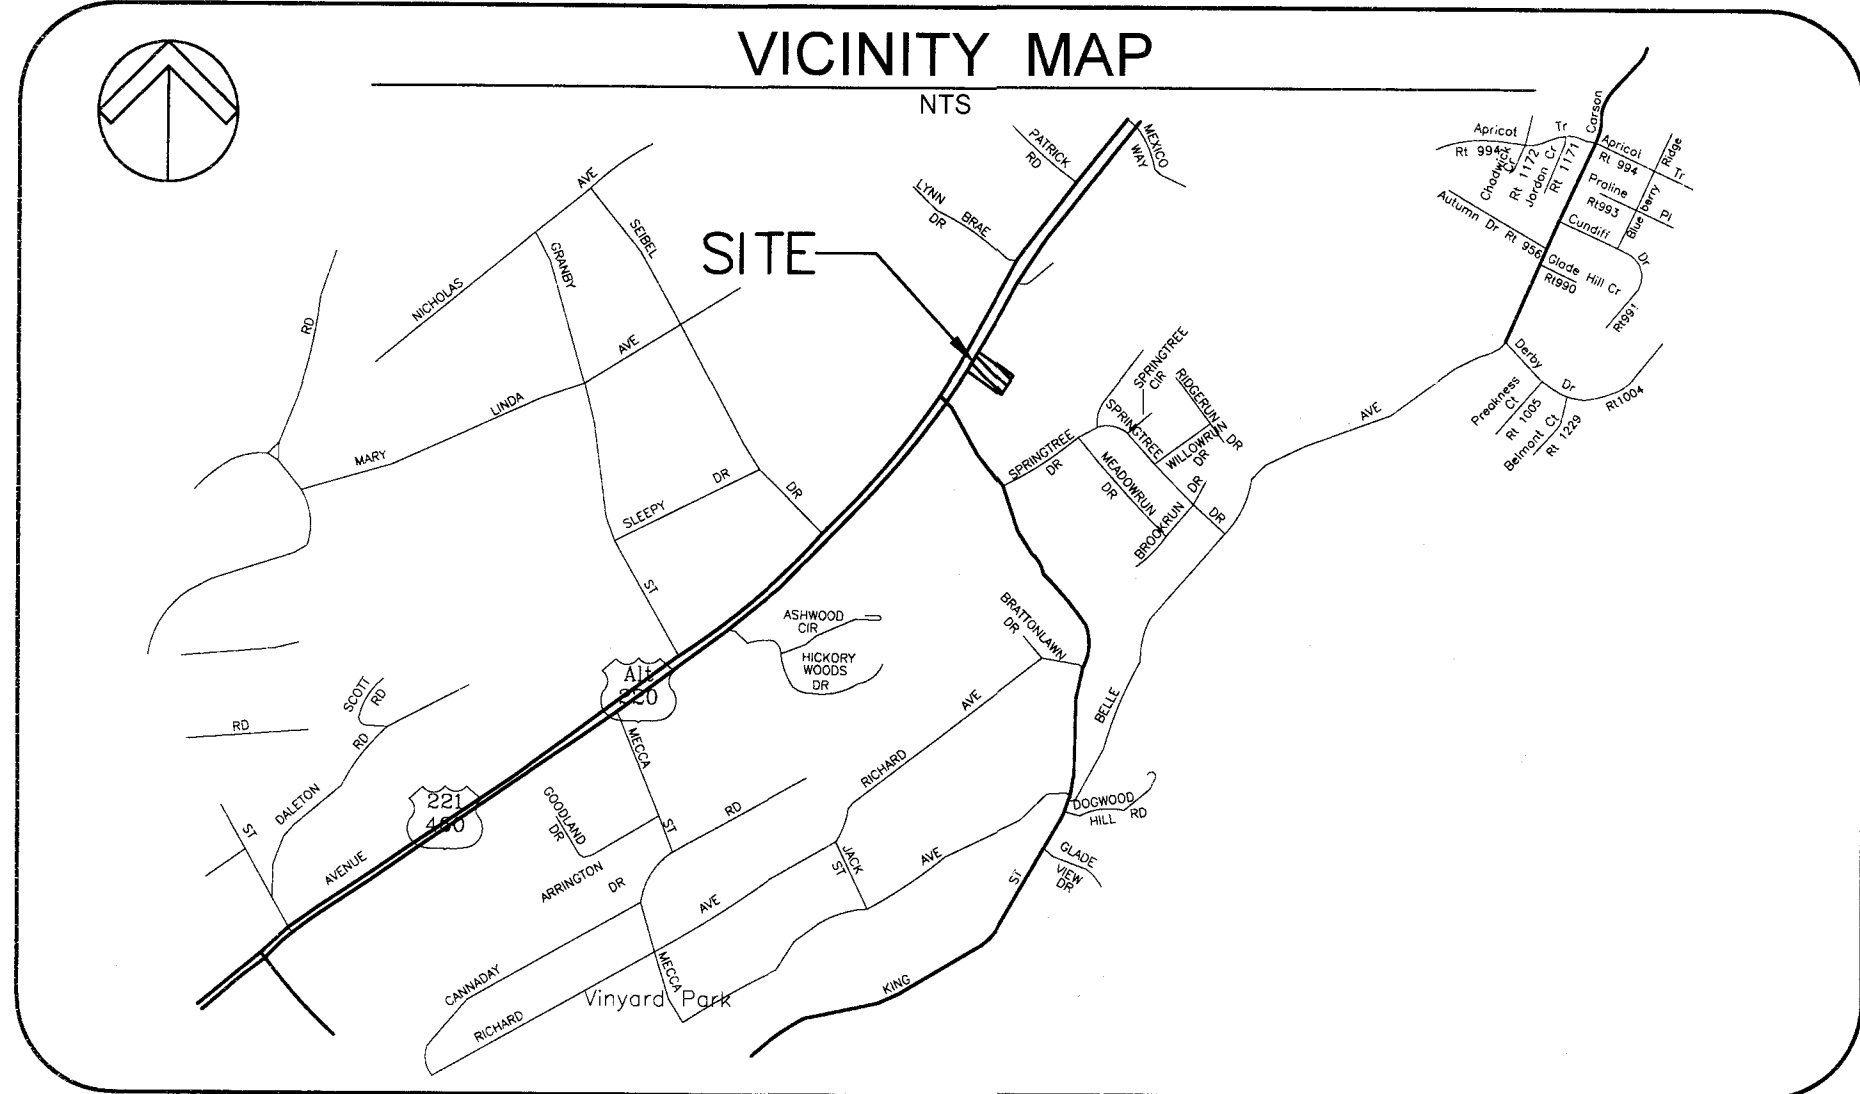 VICINITY MAP
NTS
SITE
NICHOLAS AVE
GRANBY ST
SEIBEL DR
LYNN BRAE DR
PATRICK RD
MEXICO WAY
RD
MARY LINDA AVE
SLEEPY DR
Apricot Tr
Rt 994
Chadwick Cr
Rt 1172
Jordon Cr
Rt 1171
Carson
Apricot Tr
Rt 994
Ridge
Praline Pl
Rt993
Blue berry
Cundiff Dr
Rt991
Autumn Dr Rt 956
Glade Hill Cr
Rt990
Derby Dr
Rt1004
Preakness Ct
Rt 1005
Belmont Ct
Rt 1229
SPRINGTREE CIR
RIDGERUN DR
SPRINGTREE DR
SPRINGTREE DR
WILLOWRUN DR
MEADOWRUN DR
BROOKRUN DR
BELLE AVE
ASHWOOD CIR
HICKORY WOODS DR
BRATTONLAWN DR
Alt
220
221
460
SCOTT RD
RD
DALETON RD
ST
AVENUE
MECCA ST
GOODLAND DR
ARRINGTON DR
CANNADAY RD
RICHARD AVE
RICHARD AVE
JACK ST
AVE
DOGWOOD HILL RD
GLADE VIEW DR
KING ST
MECCA
Vinyard Park